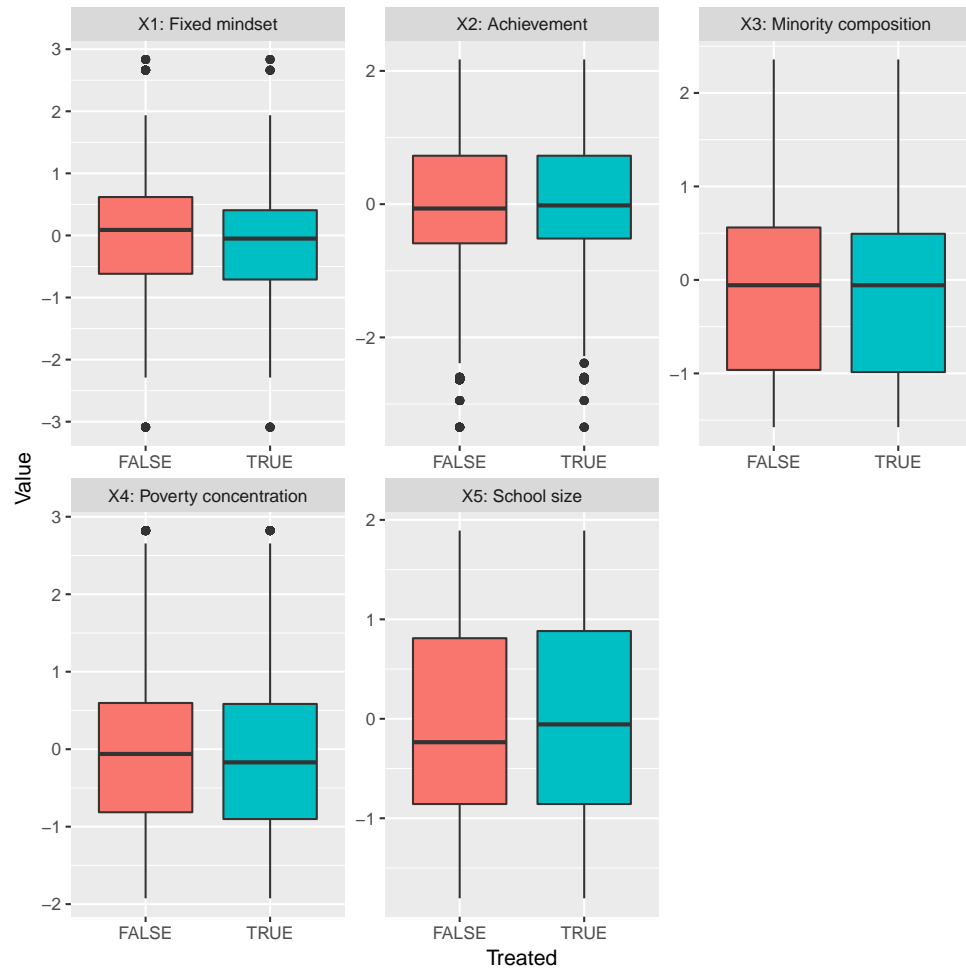 X1: Fixed mindset
X2: Achievement
X3: Minority composition
3
2
1
0
−1
−2
−3
2
0
−2
2
1
0
−1
FALSE
TRUE
FALSE
TRUE
FALSE
TRUE
Value
X4: Poverty concentration
X5: School size
3
2
1
0
−1
−2
2
1
0
−1
FALSE
TRUE
FALSE
TRUE
Treated